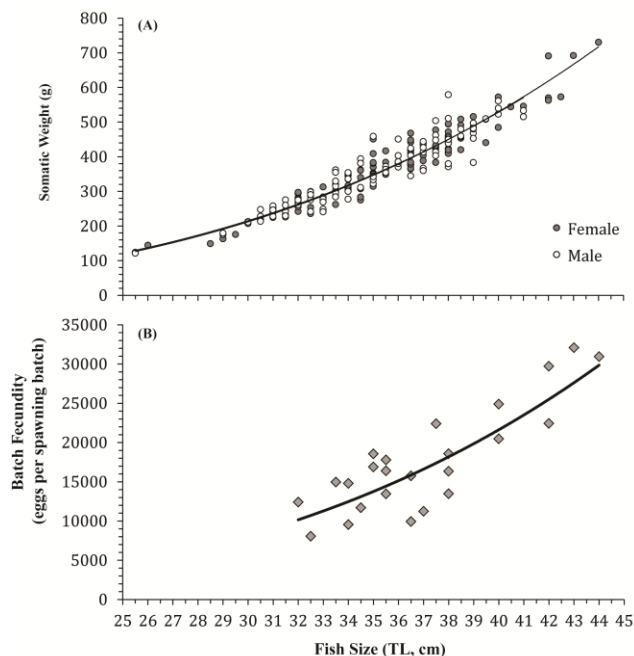 (A)
Somatic Weight (g)
800
700
600
500
400
300
200
100
0
Female
Male
(B)
Batch Fecundity
(eggs per spawning batch)
35000
30000
25000
20000
15000
10000
5000
0
25 26 27 28 29 30 31 32 33 34 35 36 37 38 39 40 41 42 43 44 45
Fish Size (TL, cm)